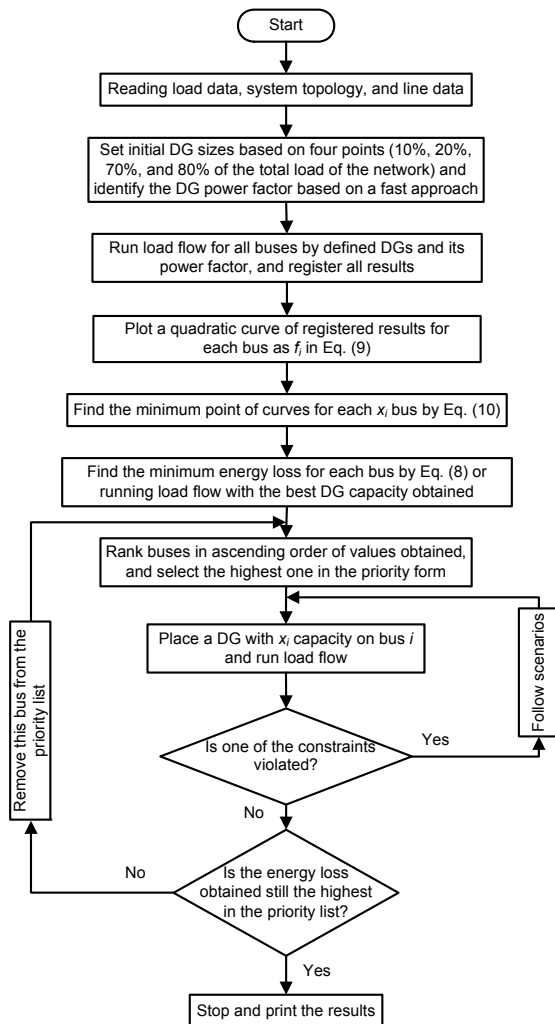 Start
Reading load data, system topology, and line data
Set initial DG sizes based on four points (10%, 20%,
70%, and 80% of the total load of the network) and
identify the DG power factor based on a fast approach
Run load flow for all buses by defined DGs and its
power factor, and register all results
Plot a quadratic curve of registered results for
each bus as fi in Eq. (9)
Find the minimum point of curves for each xi bus by Eq. (10)
Find the minimum energy loss for each bus by Eq. (8) or
running load flow with the best DG capacity obtained
Rank buses in ascending order of values obtained,
and select the highest one in the priority form
Place a DG with xi capacity on bus i
and run load flow
Remove this bus from the
priority list
Follow scenarios
Is one of the constraints
violated?
Yes
No
Is the energy loss
obtained still the highest
in the priority list?
No
Yes
Stop and print the results